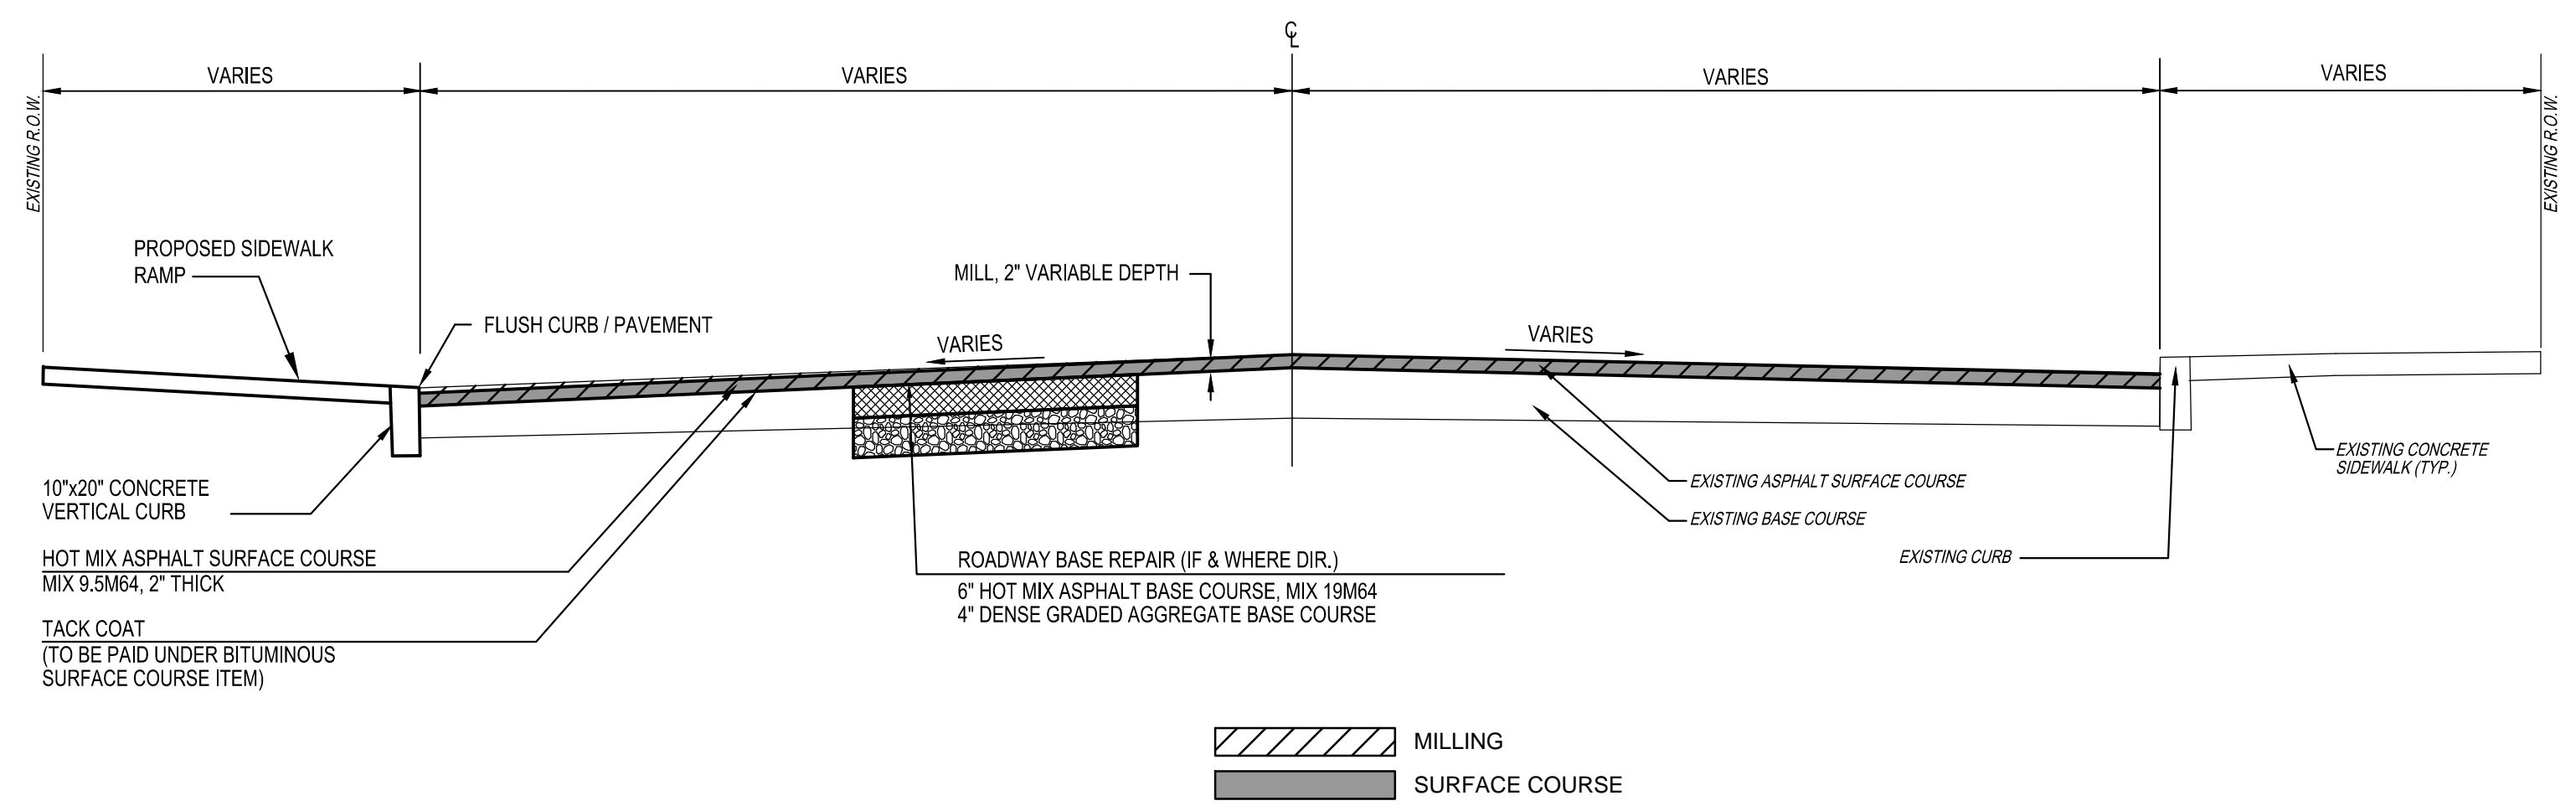 ℄
VARIES
VARIES
VARIES
VARIES
EXISTING R.O.W.
EXISTING R.O.W.
PROPOSED SIDEWALK
RAMP
MILL, 2" VARIABLE DEPTH
FLUSH CURB / PAVEMENT
VARIES
VARIES
10"x20" CONCRETE
VERTICAL CURB
EXISTING CONCRETE
SIDEWALK (TYP.)
EXISTING ASPHALT SURFACE COURSE
EXISTING BASE COURSE
EXISTING CURB
HOT MIX ASPHALT SURFACE COURSE
MIX 9.5M64, 2" THICK
ROADWAY BASE REPAIR (IF & WHERE DIR.)
6" HOT MIX ASPHALT BASE COURSE, MIX 19M64
4" DENSE GRADED AGGREGATE BASE COURSE
TACK COAT
(TO BE PAID UNDER BITUMINOUS
SURFACE COURSE ITEM)
MILLING
SURFACE COURSE